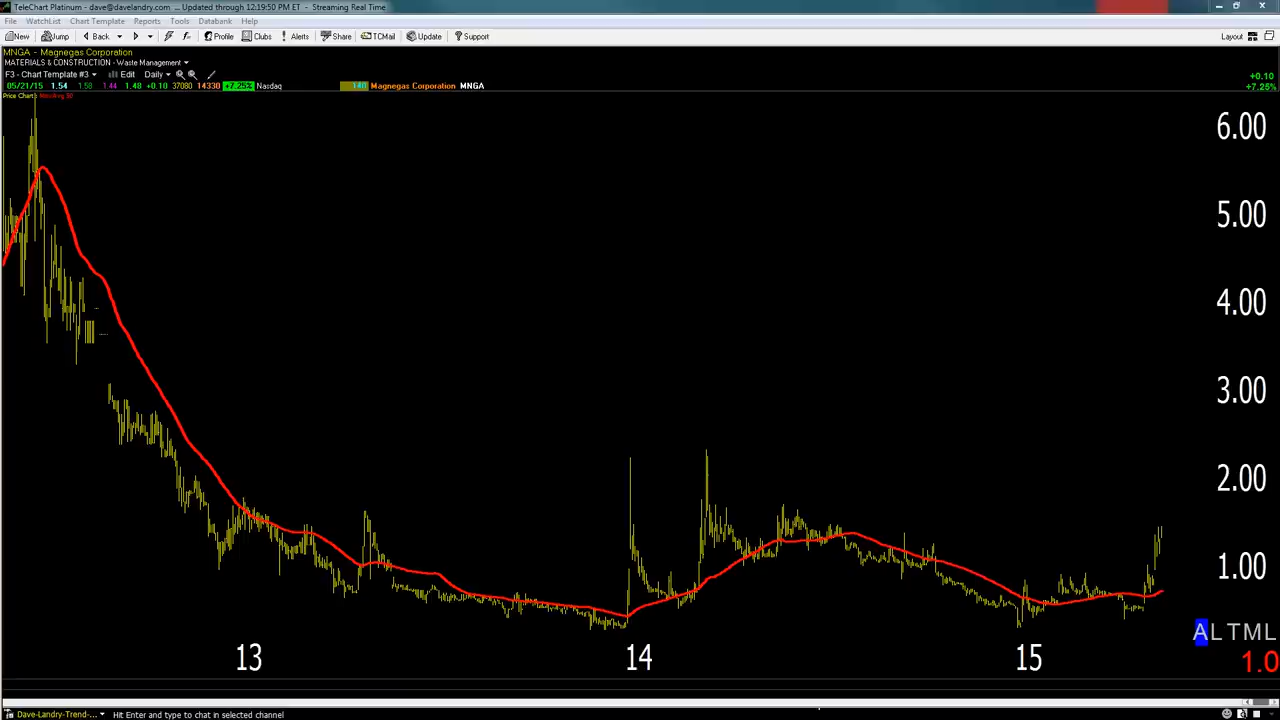 TeleChart Platinum - dave@davelandry.com ... Updated through 12:19:50 PM ET - Streaming Real Time
File WatchList Chart Template Reports Tools Databank Help
New Jump Back Profile Clubs Alerts Share TCMail Update Support Layout
MNGA - Magnegas Corporation
MATERIALS & CONSTRUCTION - Waste Management
F3 - Chart Template #3 Edit Daily +0.10
05/21/15 1.54 1.58 1.44 1.48 +0.10 37080 14330 +7.25% Nasdaq Magnegas Corporation MNGA +7.25%
Price Chart
6.00
5.00
4.00
3.00
2.00
1.00
ALTML
13 14 15 1.0
Dave-Landry-Trend-... Hit Enter and type to chat in selected channel